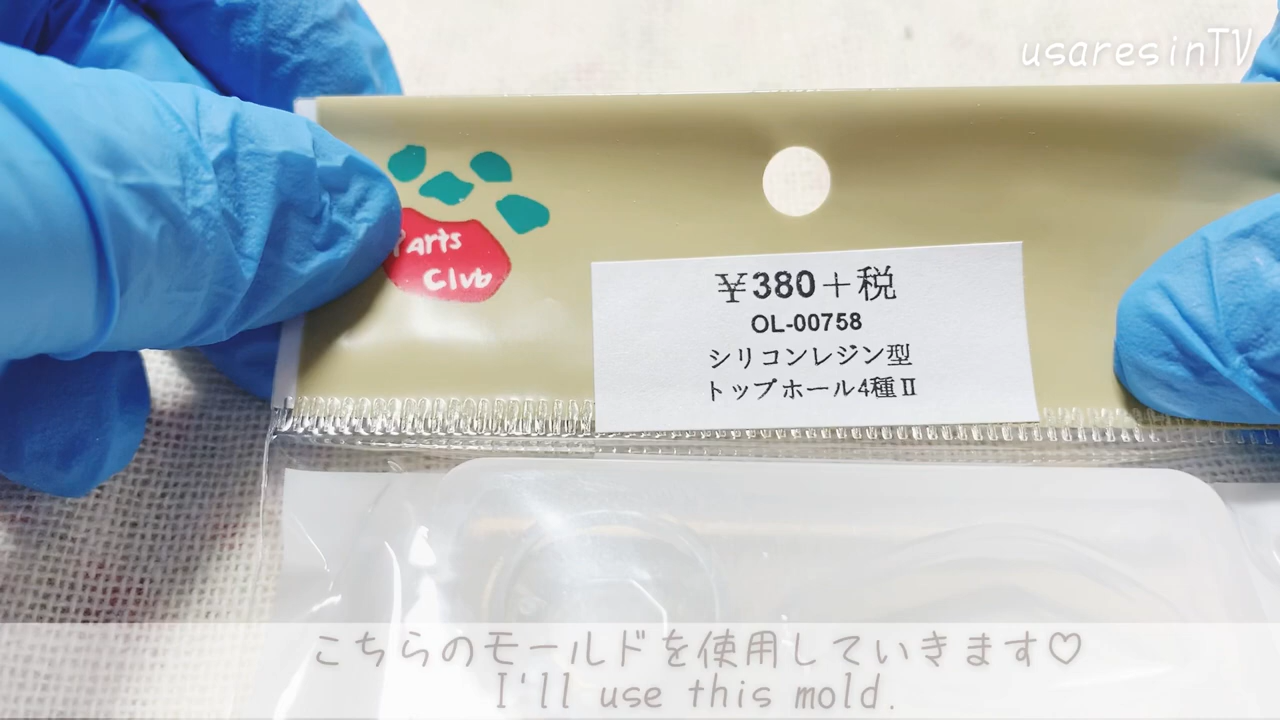 usaresinTV
Parts
Club
¥380＋税
OL-00758
シリコンレジン型
トップホール4種Ⅱ
こちらのモールドを使用していきます♡
I'll use this mold.